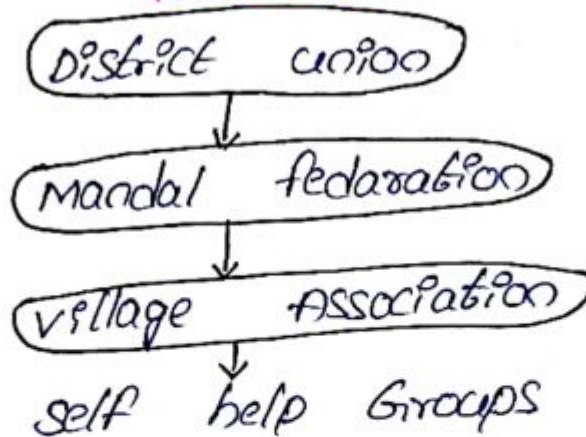 District union
Mandal fedaration
village Association
self help Groups